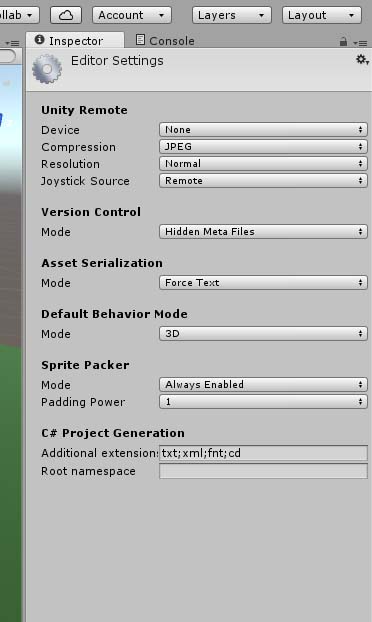 ollab
Account
Layers
Layout
Inspector
Console
Editor Settings
Unity Remote
Device None
Compression JPEG
Resolution Normal
Joystick Source Remote
Version Control
Mode Hidden Meta Files
Asset Serialization
Mode Force Text
Default Behavior Mode
Mode 3D
Sprite Packer
Mode Always Enabled
Padding Power 1
C# Project Generation
Additional extensions txt;xml;fnt;cd
Root namespace